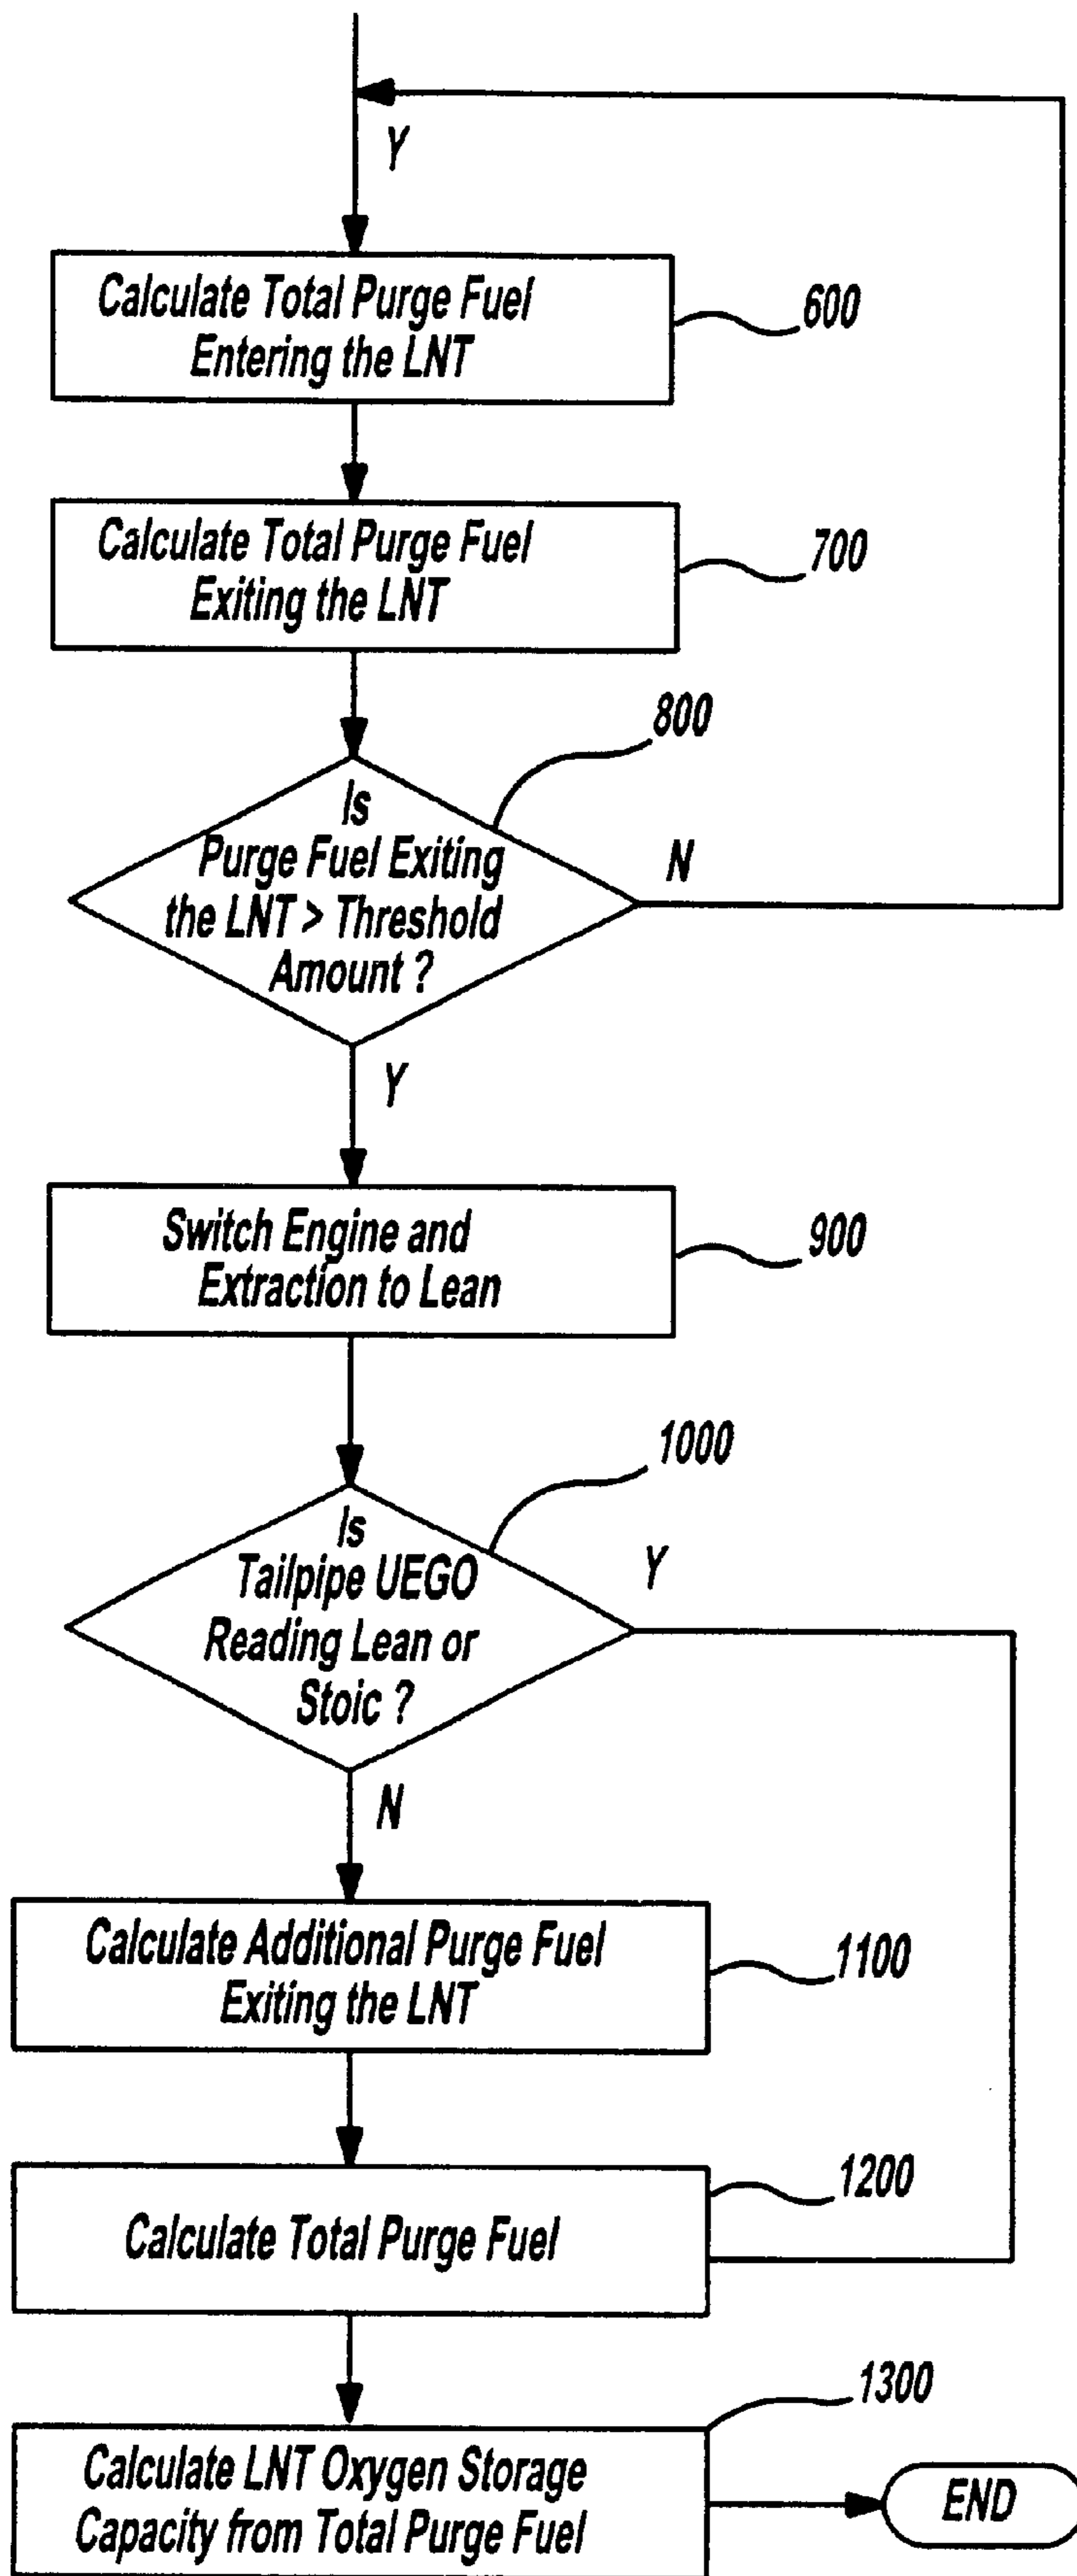 Y
Calculate Total Purge Fuel
Entering the LNT
600
Calculate Total Purge Fuel
Exiting the LNT
700
800
Is
Purge Fuel Exiting
the LNT > Threshold
Amount ?
N
Y
Switch Engine and
Extraction to Lean
900
1000
Is
Tailpipe UEGO
Reading Lean or
Stoic ?
Y
N
Calculate Additional Purge Fuel
Exiting the LNT
1100
Calculate Total Purge Fuel
1200
1300
Calculate LNT Oxygen Storage
Capacity from Total Purge Fuel
END